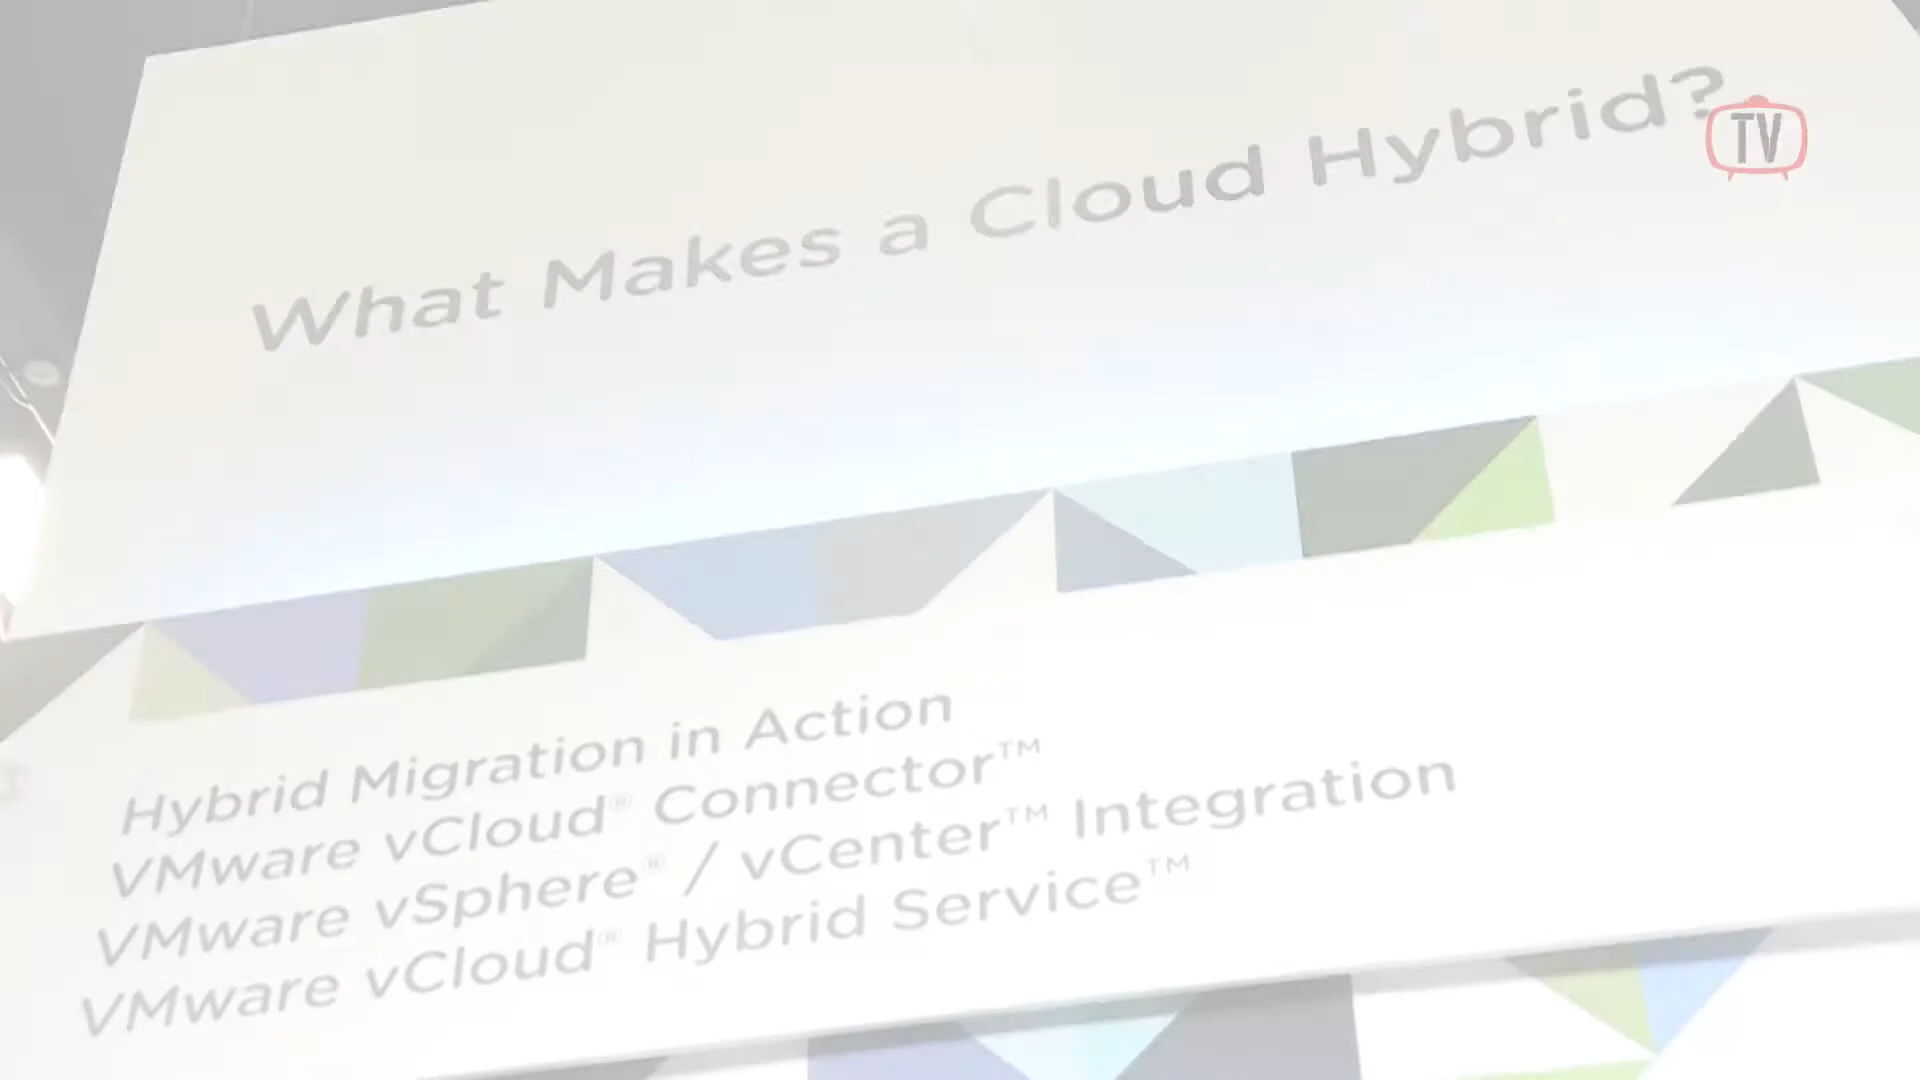 What Makes a Cloud Hybrid?
TV
Hybrid Migration in Action
VMware vCloud® Connector™
VMware vSphere® / vCenter™ Integration
VMware vCloud® Hybrid Service™